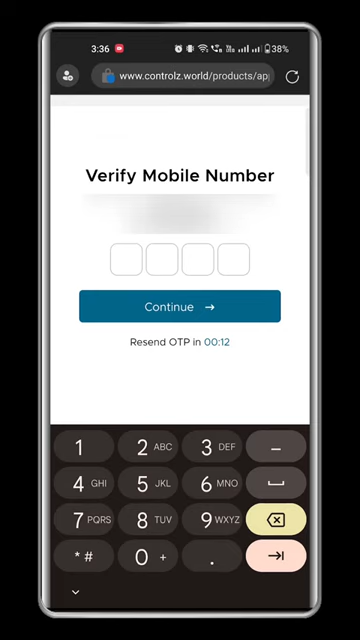 3:36
38%
www.controlz.world/products/app
Verify Mobile Number
Continue →
Resend OTP in 00:12
1
2 ABC
3 DEF
–
4 GHI
5 JKL
6 MNO
7 PQRS
8 TUV
9 WXYZ
* #
0 +
.